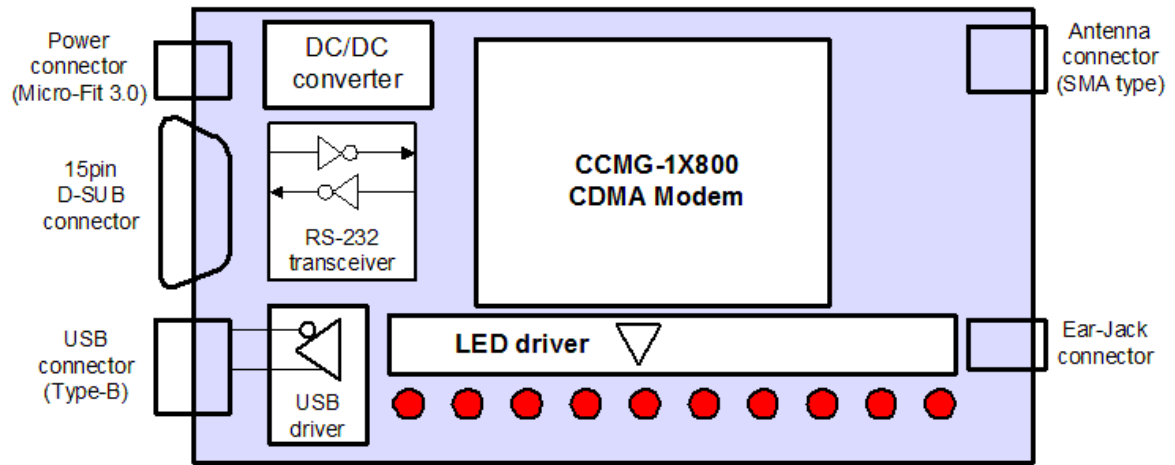 Power
connector
(Micro-Fit 3.0)
DC/DC
converter
Antenna
connector
(SMA type)
15pin
D-SUB
connector
RS-232
transceiver
CCMG-1X800
CDMA Modem
USB
connector
(Type-B)
USB
driver
LED driver
Ear-Jack
connector